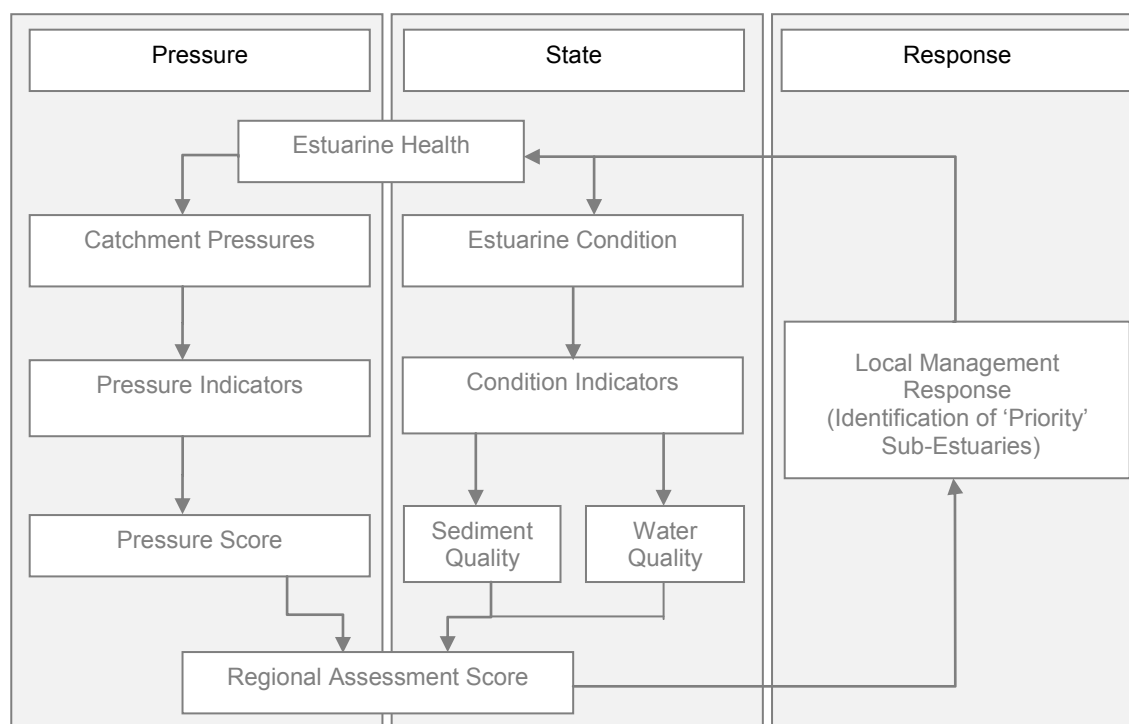 Pressure
State
Response
Estuarine Health
Catchment Pressures
Estuarine Condition
Pressure Indicators
Condition Indicators
Local Management
Response
(Identification of ‘Priority’
Sub-Estuaries)
Pressure Score
Sediment
Quality
Water
Quality
Regional Assessment Score